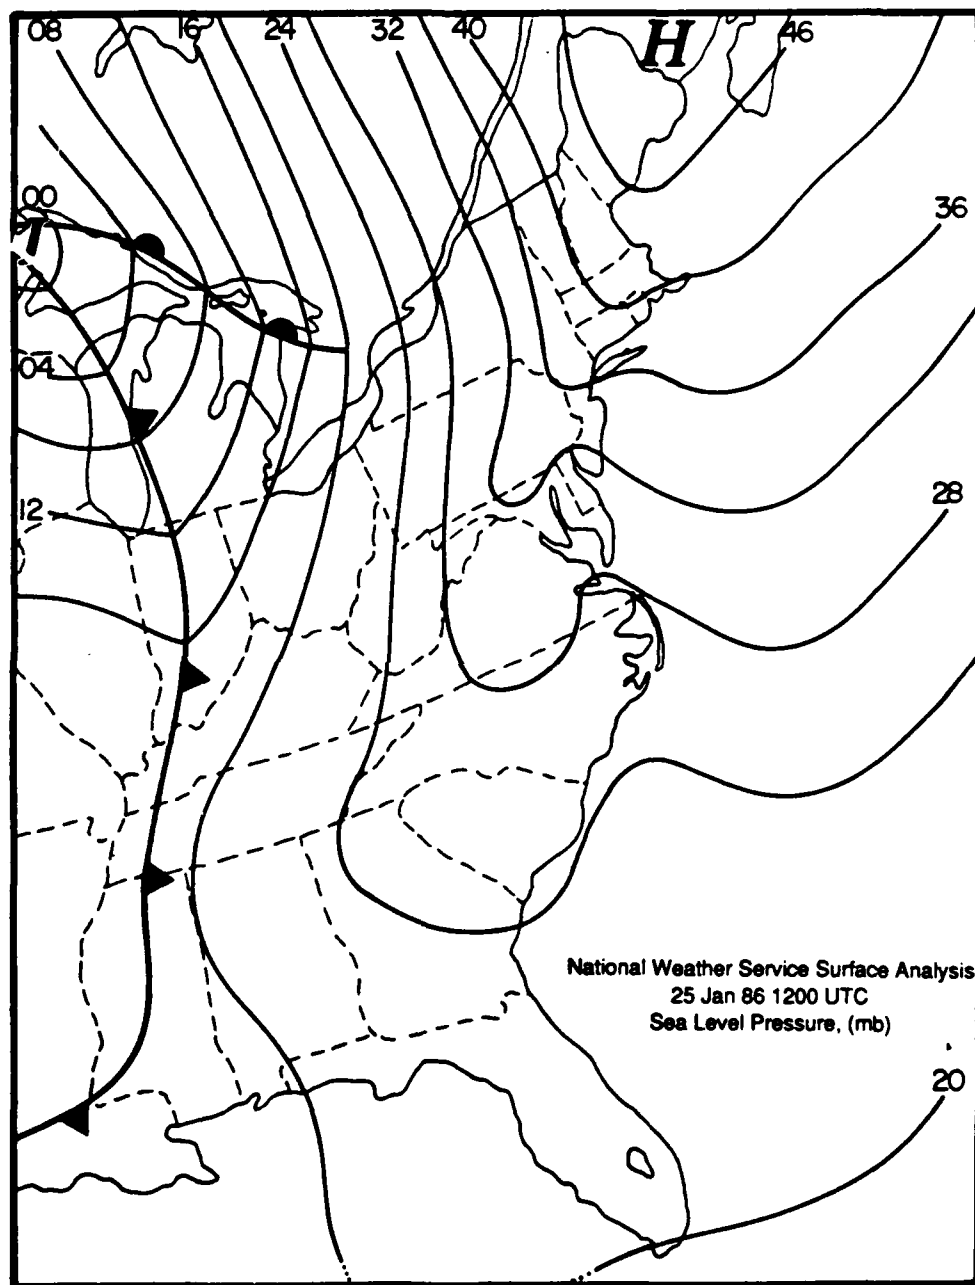 08 16 24 32 40 H 46
00
36
04
12
28
National Weather Service Surface Analysis
25 Jan 86 1200 UTC
Sea Level Pressure, (mb)
20